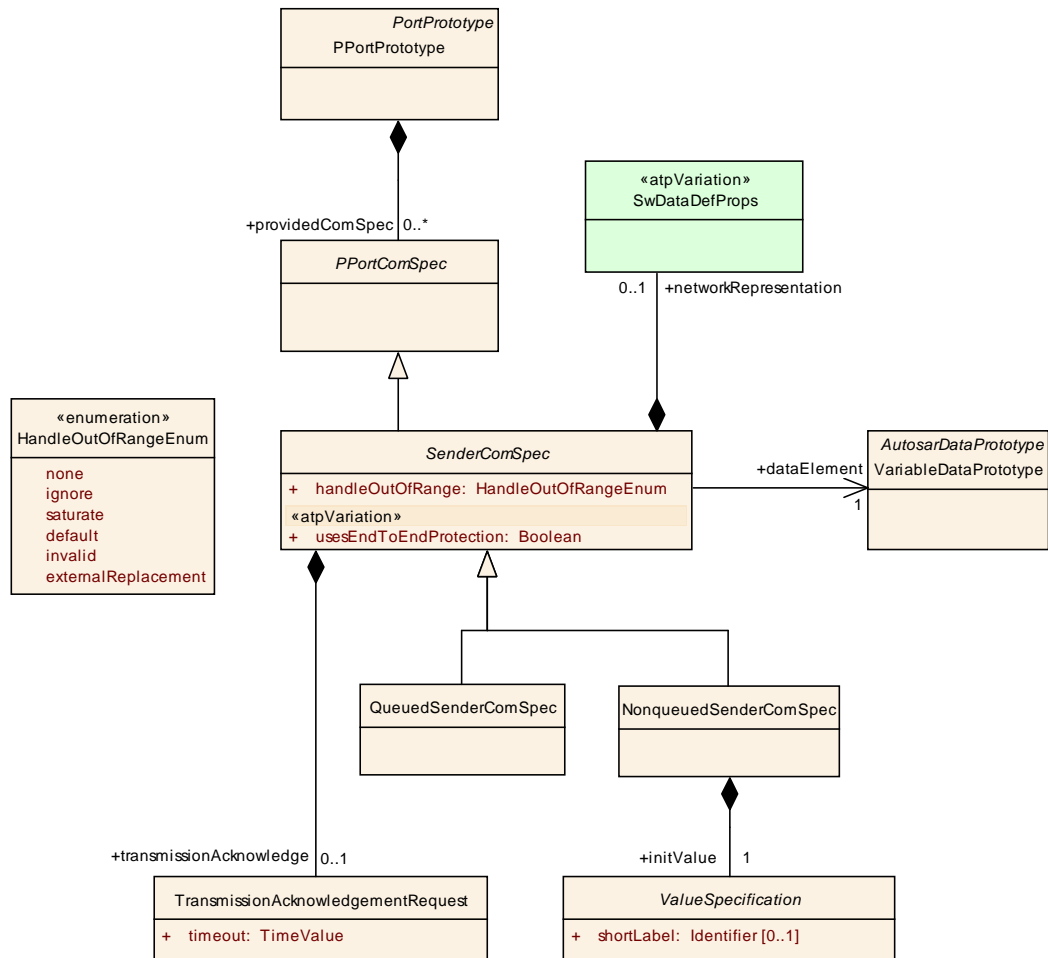 PortPrototype
PPortPrototype
+providedComSpec 0..*
«atpVariation»
SwDataDefProps
PPortComSpec
0..1 +networkRepresentation
«enumeration»
HandleOutOfRangeEnum
none
ignore
saturate
default
invalid
externalReplacement
SenderComSpec
+ handleOutOfRange: HandleOutOfRangeEnum
«atpVariation»
+ usesEndToEndProtection: Boolean
+dataElement
1
AutosarDataPrototype
VariableDataPrototype
QueuedSenderComSpec
NonqueuedSenderComSpec
+transmissionAcknowledge 0..1
+initValue 1
TransmissionAcknowledgementRequest
+ timeout: TimeValue
ValueSpecification
+ shortLabel: Identifier [0..1]